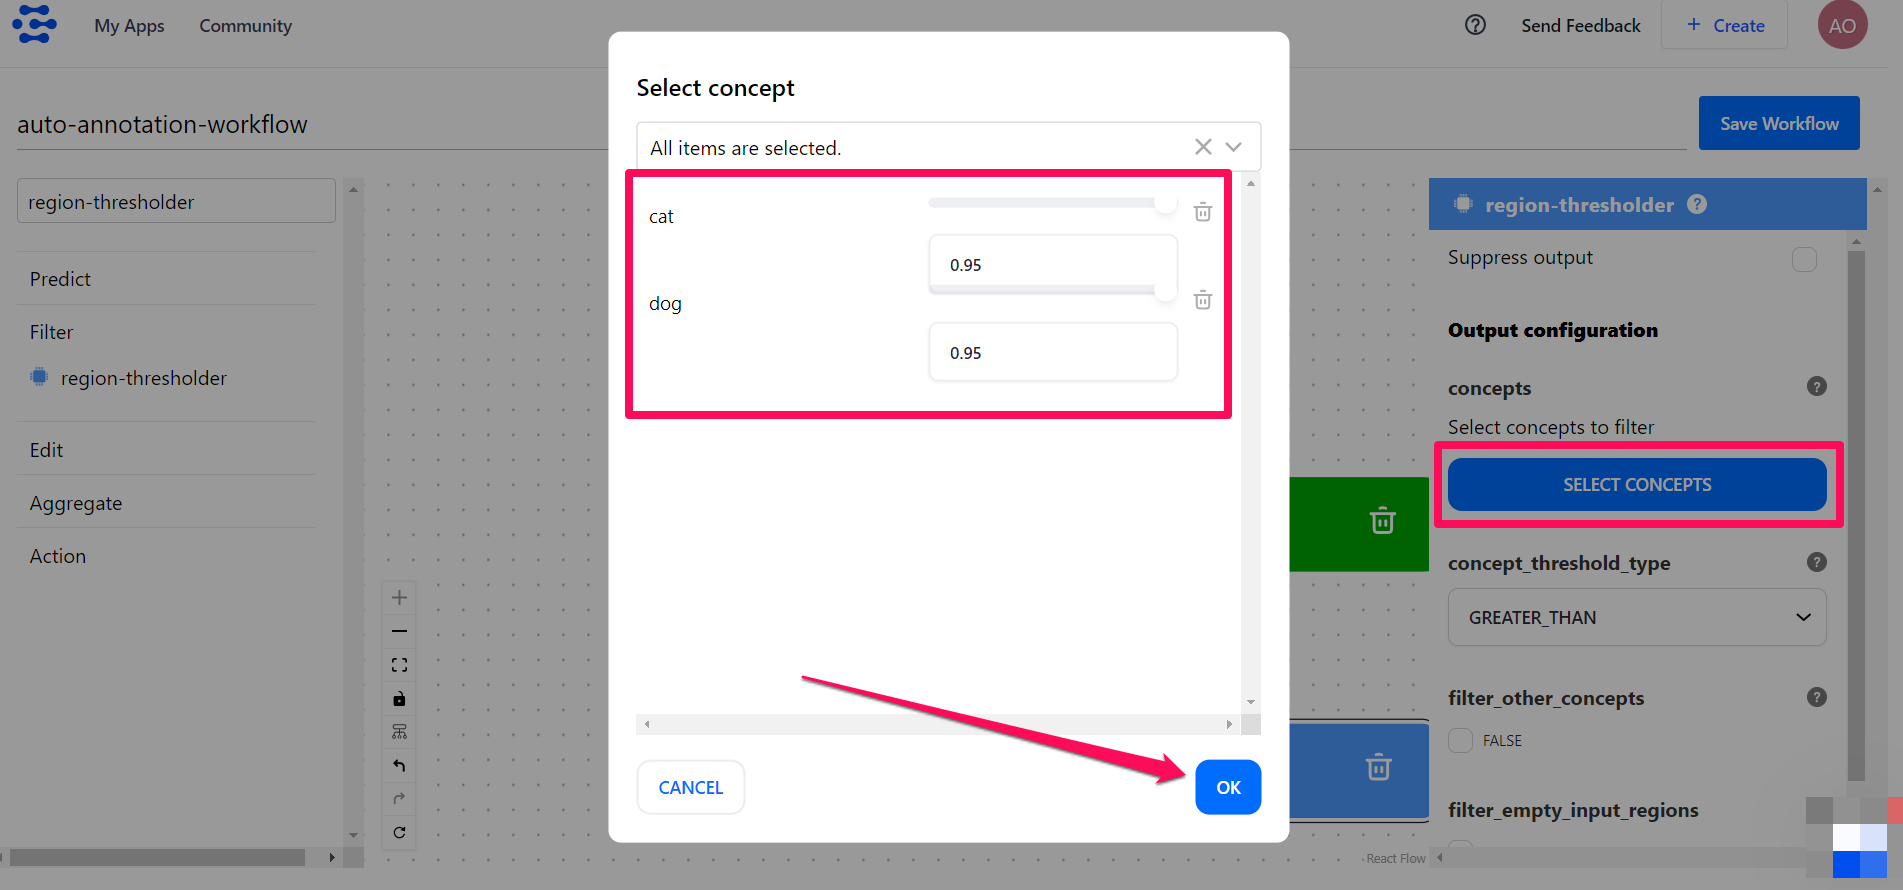 My Apps
Community
Send Feedback
+ Create
AO
auto-annotation-workflow
Save Workflow
region-thresholder
Predict
Filter
region-thresholder
Edit
Aggregate
Action
Select concept
All items are selected.
cat
0.95
dog
0.95
CANCEL
OK
region-thresholder
Suppress output
Output configuration
concepts
Select concepts to filter
SELECT CONCEPTS
concept_threshold_type
GREATER_THAN
filter_other_concepts
FALSE
filter_empty_input_regions
React Flow